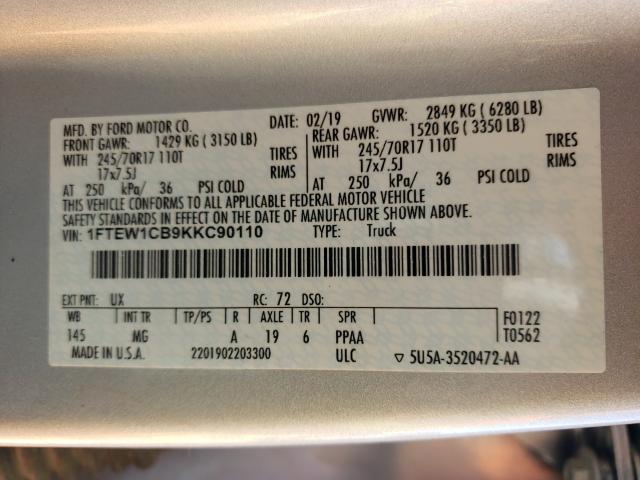 MFD. BY FORD MOTOR CO. DATE: 02/19 GVWR: 2849 KG ( 6280 LB)
FRONT GAWR: 1429 KG ( 3150 LB) REAR GAWR: 1520 KG ( 3350 LB)
WITH 245/70R17 110T TIRES WITH 245/70R17 110T TIRES
17x7.5J RIMS 17x7.5J RIMS
AT 250 kPa/ 36 PSI COLD AT 250 kPa/ 36 PSI COLD
THIS VEHICLE CONFORMS TO ALL APPLICABLE FEDERAL MOTOR VEHICLE
SAFETY STANDARDS IN EFFECT ON THE DATE OF MANUFACTURE SHOWN ABOVE.
VIN: 1FTEW1CB9KKC90110 TYPE: Truck
EXT PNT: UX RC: 72 DSO:
WB INT TR TP/PS R AXLE TR SPR F0122
145 MG A 19 6 PPAA T0562
MADE IN U.S.A. 2201902203300 ULC ▽ 5U5A-3520472-AA